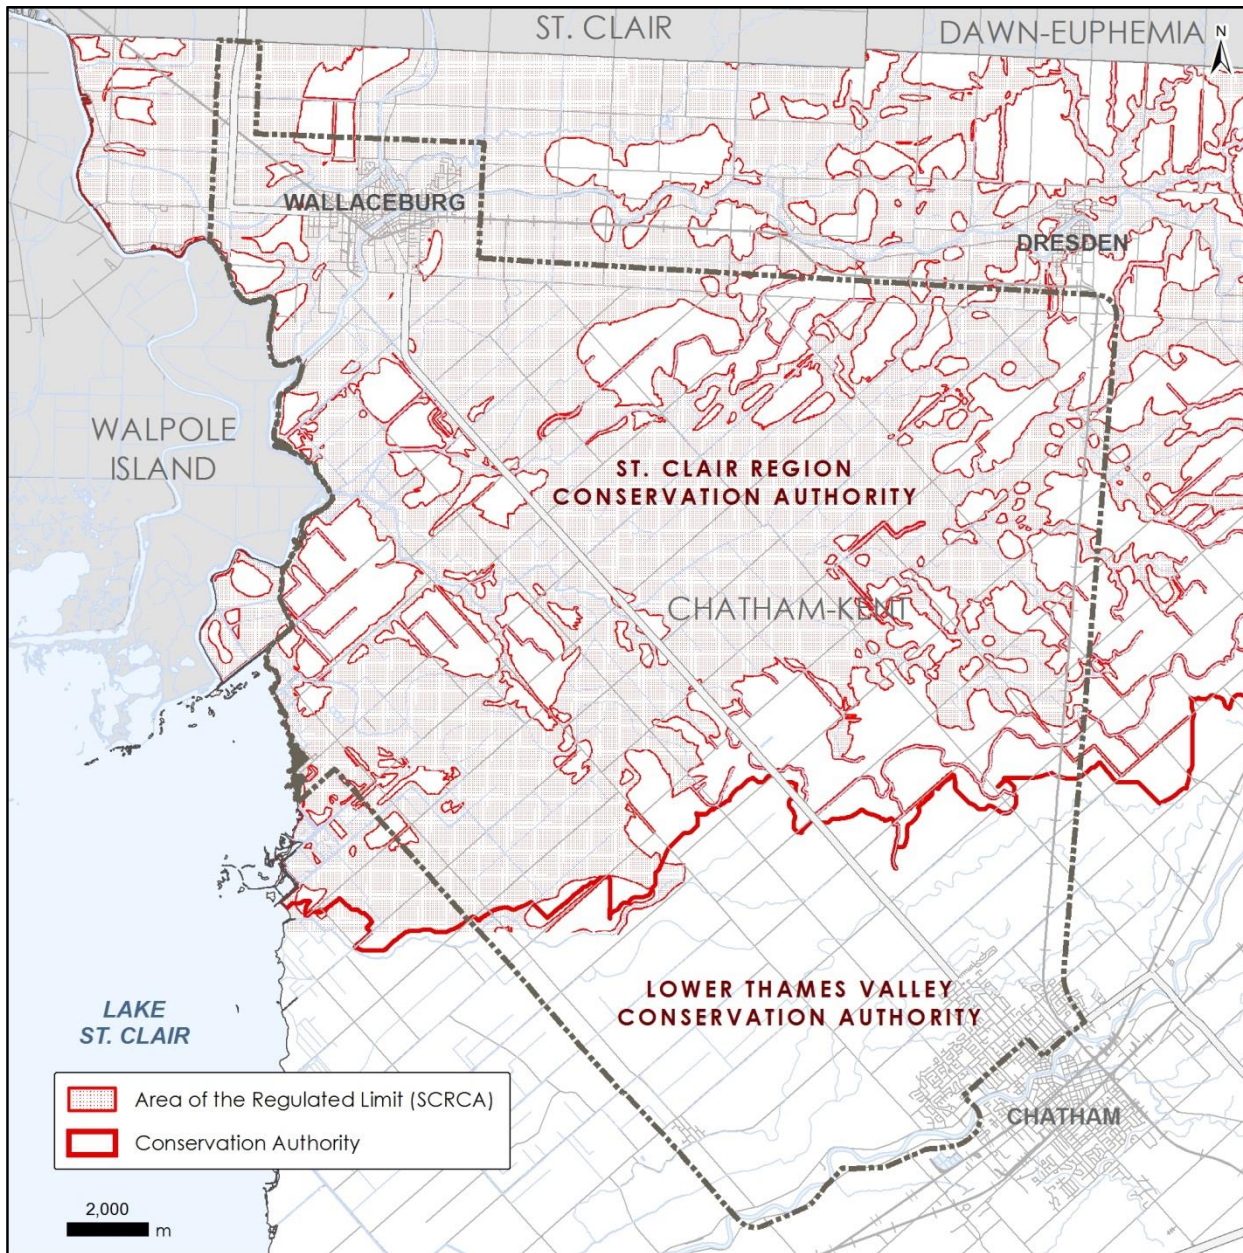 ST. CLAIR
DAWN-EUPHEMIA
N
WALLACEBURG
DRESDEN
WALPOLE
ISLAND
ST. CLAIR REGION
CONSERVATION AUTHORITY
CHATHAM-KENT
LOWER THAMES VALLEY
CONSERVATION AUTHORITY
LAKE
ST. CLAIR
Area of the Regulated Limit (SCRCA)
Conservation Authority
CHATHAM
2,000
m